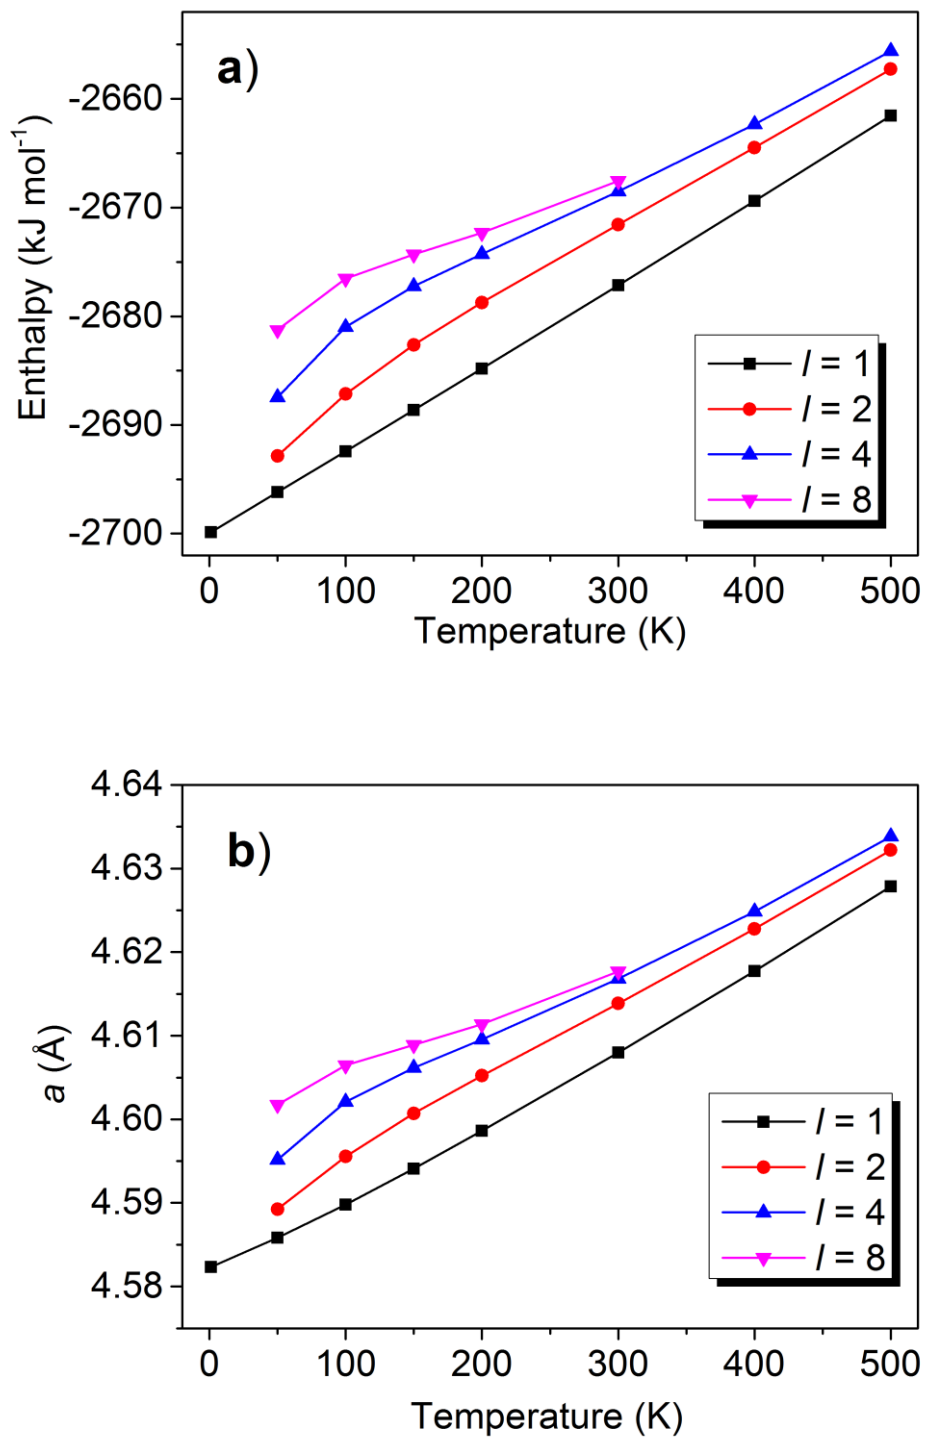 a)
-2660
-2670
-2680
-2690
-2700
Enthalpy (kJ mol⁻¹)
l = 1
l = 2
l = 4
l = 8
0 100 200 300 400 500
Temperature (K)
b)
4.64
4.63
4.62
4.61
4.60
4.59
4.58
a (Å)
l = 1
l = 2
l = 4
l = 8
0 100 200 300 400 500
Temperature (K)